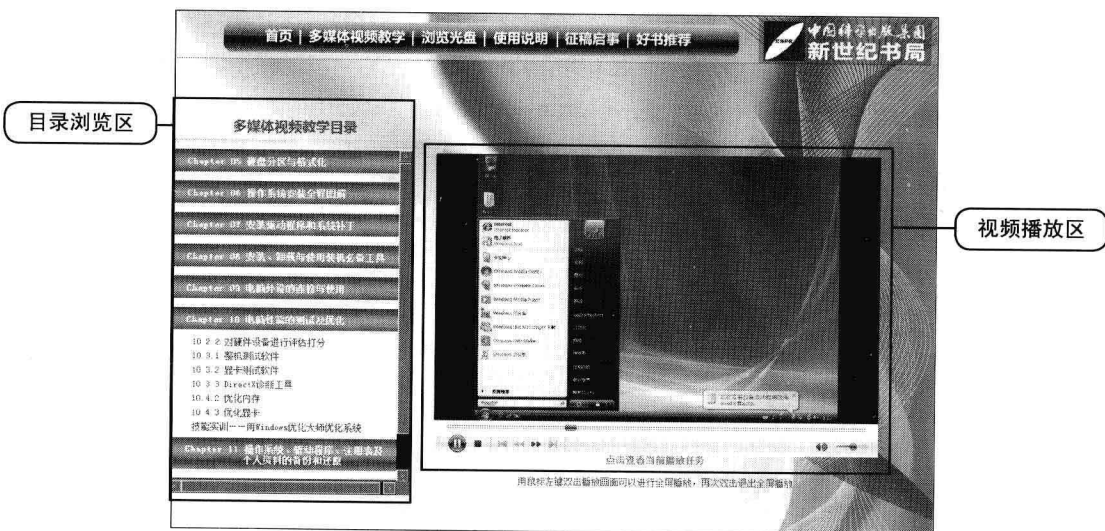 首页 | 多媒体视频教学 | 浏览光盘 | 使用说明 | 征稿启事 | 好书推荐
中国科学出版集团
新世纪书局
目录浏览区
多媒体视频教学目录
Chapter 05 硬盘分区与格式化
Chapter 06 操作系统安装全程图解
Chapter 07 安装驱动程序和系统补丁
Chapter 08 安装、卸载与使用装机必备工具
Chapter 09 电脑外设的连接与使用
Chapter 10 电脑性能的测试及优化
10.2.2 对硬件设备进行评估打分
10.3.1 整机测试软件
10.3.2 显卡测试软件
10.3.3 DirectX诊断工具
10.4.2 优化内存
10.4.3 优化显卡
技能实训——用Windows优化大师优化系统
Chapter 11 操作系统、驱动程序、注册表及
个人资料的备份和还原
视频播放区
点击查看当前播放任务
用鼠标左键双击播放画面可以进行全屏播放，再次双击退出全屏播放